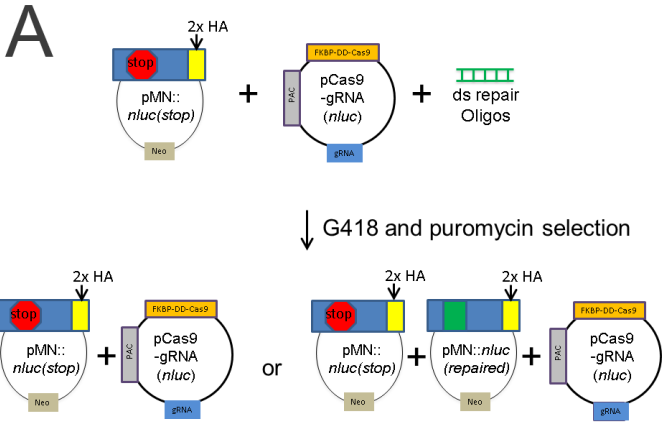 A
2x HA
stop
pMN::
nluc(stop)
Neo
+
FKBP-DD-Cas9
PAC
pCas9
-gRNA
(nluc)
gRNA
+
ds repair
Oligos
G418 and puromycin selection
2x HA
stop
pMN::
nluc(stop)
Neo
+
FKBP-DD-Cas9
PAC
pCas9
-gRNA
(nluc)
gRNA
or
2x HA
stop
pMN::
nluc(stop)
Neo
+
2x HA
pMN::nluc
(repaired)
Neo
+
FKBP-DD-Cas9
PAC
pCas9
-gRNA
(nluc)
gRNA